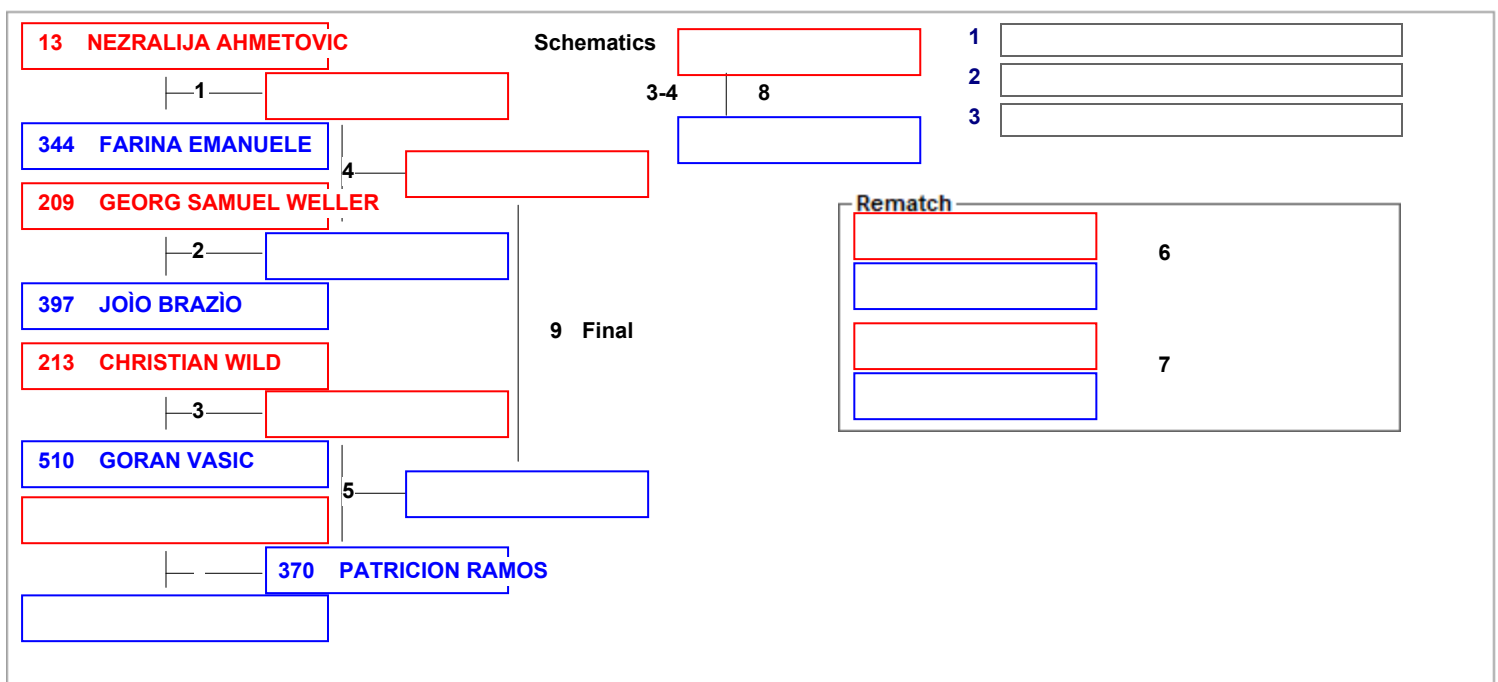 13 NEZRALIJA AHMETOVIC
1
344 FARINA EMANUELE
4
209 GEORG SAMUEL WELLER
2
397 JOÌO BRAZÌO
9 Final
213 CHRISTIAN WILD
3
510 GORAN VASIC
5
370 PATRICION RAMOS
Schematics
3-4 8
1
2
3
Rematch
6
7